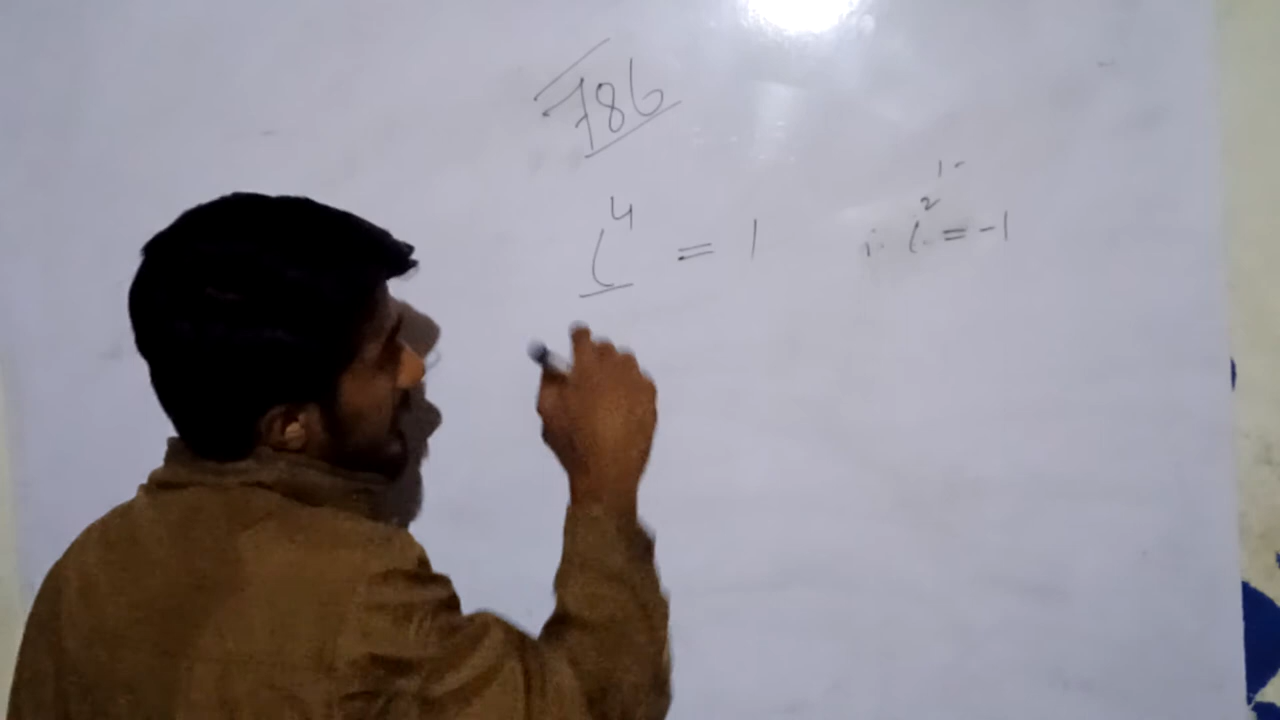 786
i⁴ = 1
i² = -1